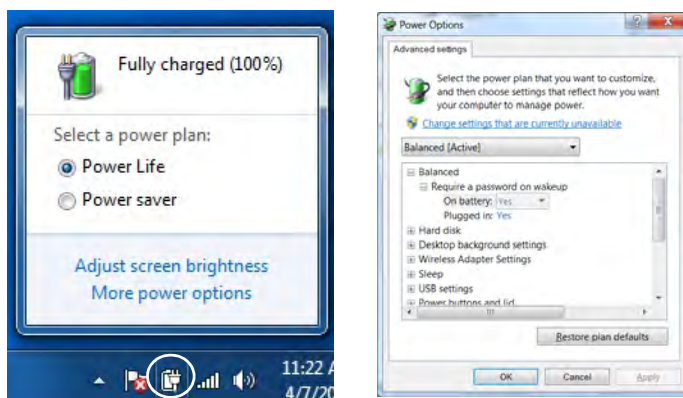 Fully charged (100%)
Select a power plan:
Power Life
Power saver
Adjust screen brightness
More power options
11:22 A
4/7/20
Power Options
Advanced settings
Select the power plan that you want to customize,
and then choose settings that reflect how you want
your computer to manage power.
Change settings that are currently unavailable
Balanced [Active]
Balanced
Require a password on wakeup
On battery: Yes
Plugged in: Yes
Hard disk
Desktop background settings
Wireless Adapter Settings
Sleep
USB settings
Power buttons and lid
Restore plan defaults
OK
Cancel
Apply